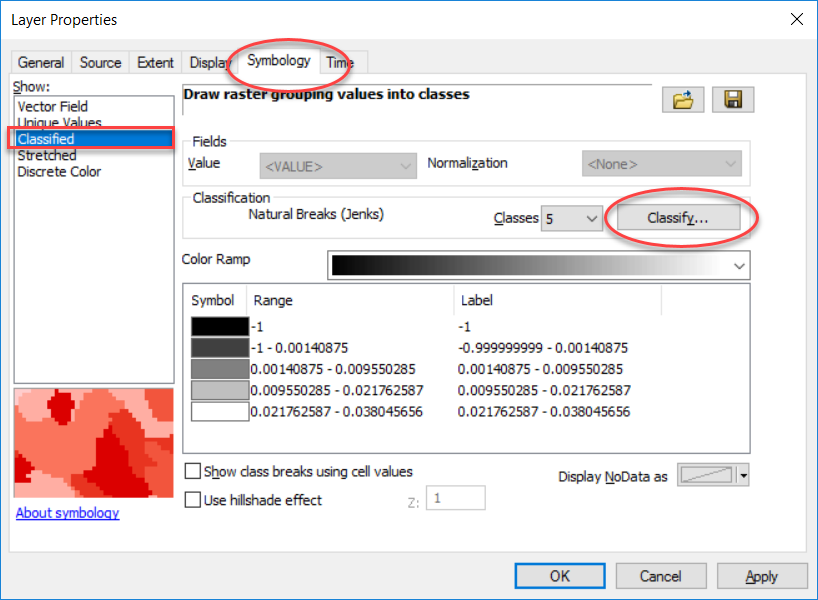 Layer Properties
General Source Extent Display Symbology Time
Show:
Vector Field
Unique Values
Classified
Stretched
Discrete Color
Draw raster grouping values into classes
Fields
Value <VALUE> Normalization <None>
Classification
Natural Breaks (Jenks) Classes 5 Classify...
Color Ramp
Symbol Range Label
-1 -1
-1 - 0.00140875 -0.999999999 - 0.00140875
0.00140875 - 0.009550285 0.00140875 - 0.009550285
0.009550285 - 0.021762587 0.009550285 - 0.021762587
0.021762587 - 0.038045656 0.021762587 - 0.038045656
Show class breaks using cell values
Display NoData as
Use hillshade effect Z: 1
About symbology
OK Cancel Apply